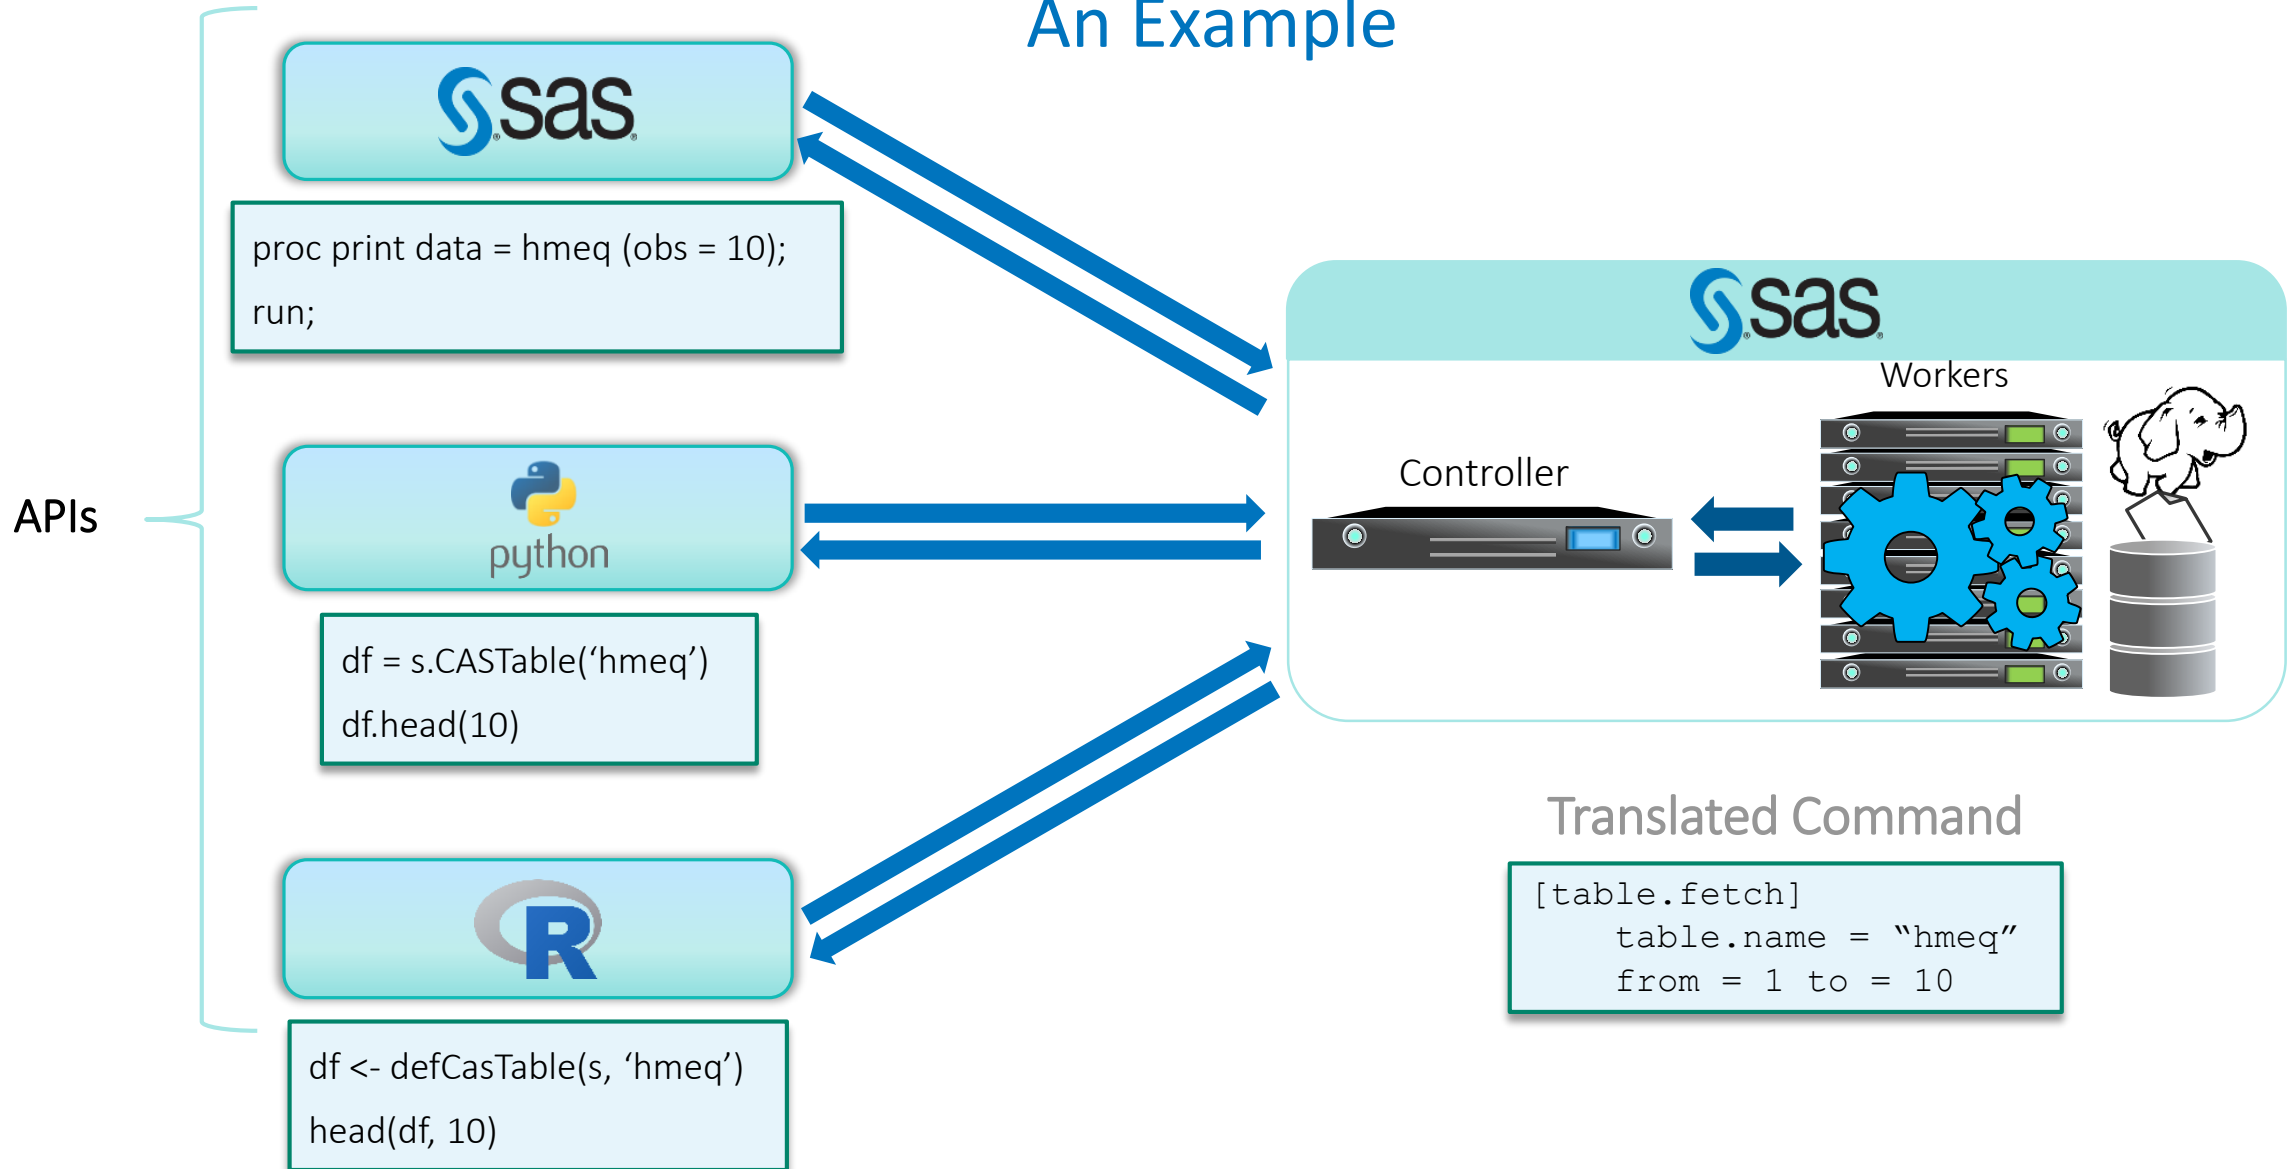 An Example
APIs
sas
proc print data = hmeq (obs = 10);
run;
python
df = s.CASTable(‘hmeq’)
df.head(10)
R
df <- defCasTable(s, ‘hmeq’)
head(df, 10)
sas
Controller
Workers
Translated Command
[table.fetch]
table.name = “hmeq”
from = 1 to = 10